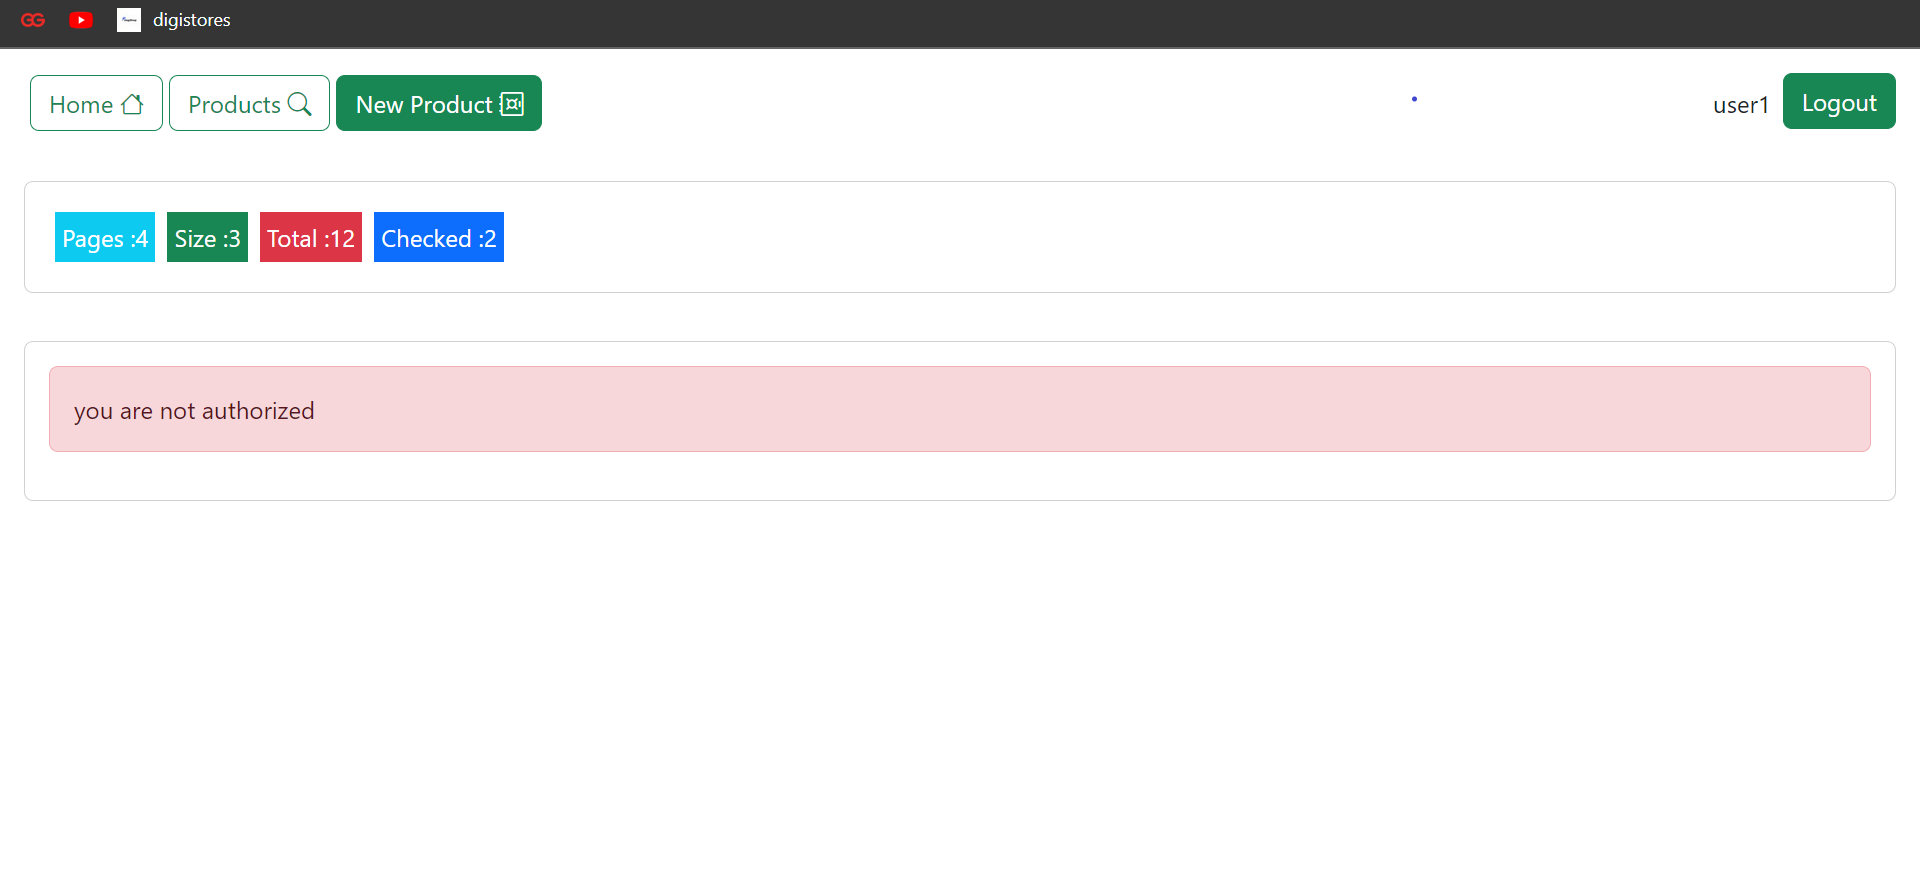 digistores
Home Products New Product user1 Logout
Pages :4 Size :3 Total :12 Checked :2
you are not authorized